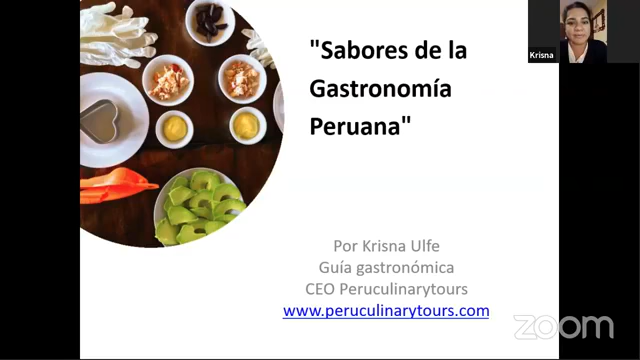 "Sabores de la
Gastronomía
Peruana"
Por Krisna Ulfe
Guía gastronómica
CEO Peruculinarytours
www.peruculinarytours.com
Krisna
zoom